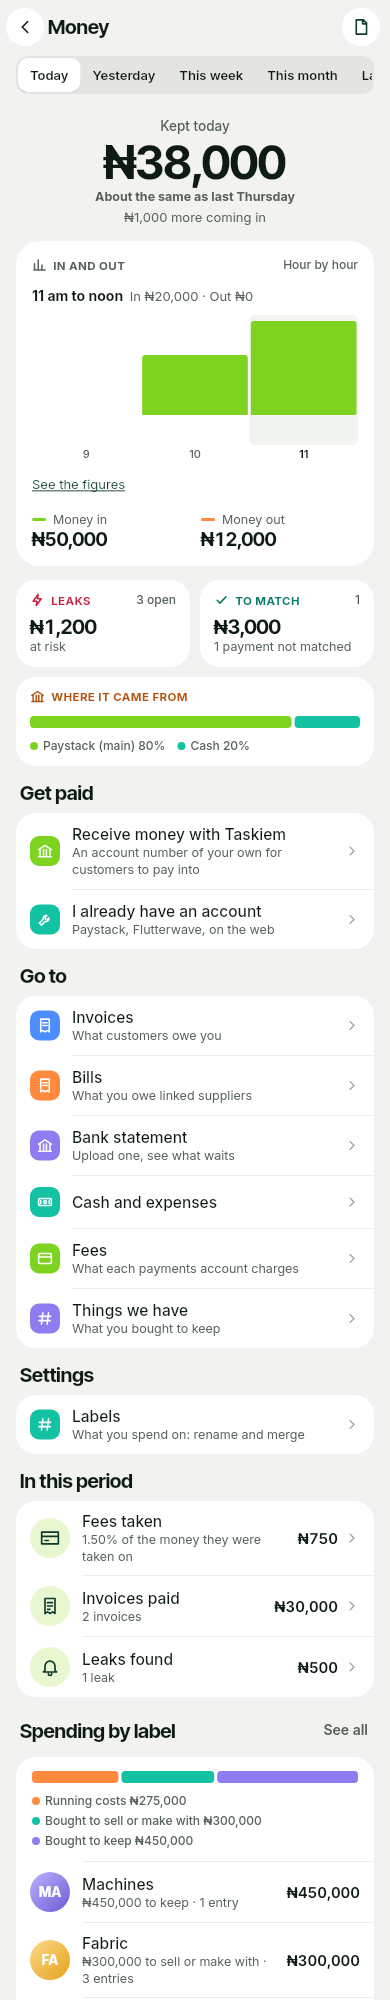 Money
Today Yesterday This week This month
Kept today
₦38,000
About the same as last Thursday
₦1,000 more coming in
IN AND OUT Hour by hour
11 am to noon In ₦20,000 · Out ₦0
9 10 11
See the figures
Money in Money out
₦50,000 ₦12,000
LEAKS 3 open
₦1,200
at risk
TO MATCH 1
₦3,000
1 payment not matched
WHERE IT CAME FROM
Paystack (main) 80% Cash 20%
Get paid
Receive money with Taskiem
An account number of your own for
customers to pay into
I already have an account
Paystack, Flutterwave, on the web
Go to
Invoices
What customers owe you
Bills
What you owe linked suppliers
Bank statement
Upload one, see what waits
Cash and expenses
Fees
What each payments account charges
Things we have
What you bought to keep
Settings
Labels
What you spend on: rename and merge
In this period
Fees taken
1.50% of the money they were
taken on
₦750
Invoices paid
2 invoices
₦30,000
Leaks found
1 leak
₦500
Spending by label See all
Running costs ₦275,000
Bought to sell or make with ₦300,000
Bought to keep ₦450,000
MA
Machines
₦450,000 to keep · 1 entry
₦450,000
FA
Fabric
₦300,000 to sell or make with ·
3 entries
₦300,000